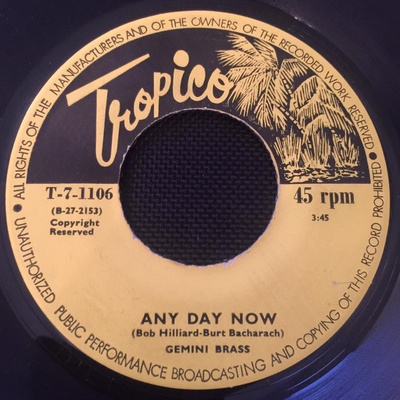 ALL RIGHTS OF THE MANUFACTURERS AND OF THE OWNERS OF THE RECORDED WORK RESERVED •
Tropico
T-7-1106
45 rpm
(B-27-2153)
3:45
Copyright
Reserved
ANY DAY NOW
(Bob Hilliard-Burt Bacharach)
GEMINI BRASS
• UNAUTHORIZED PUBLIC PERFORMANCE BROADCASTING AND COPYING OF THIS RECORD PROHIBITED.